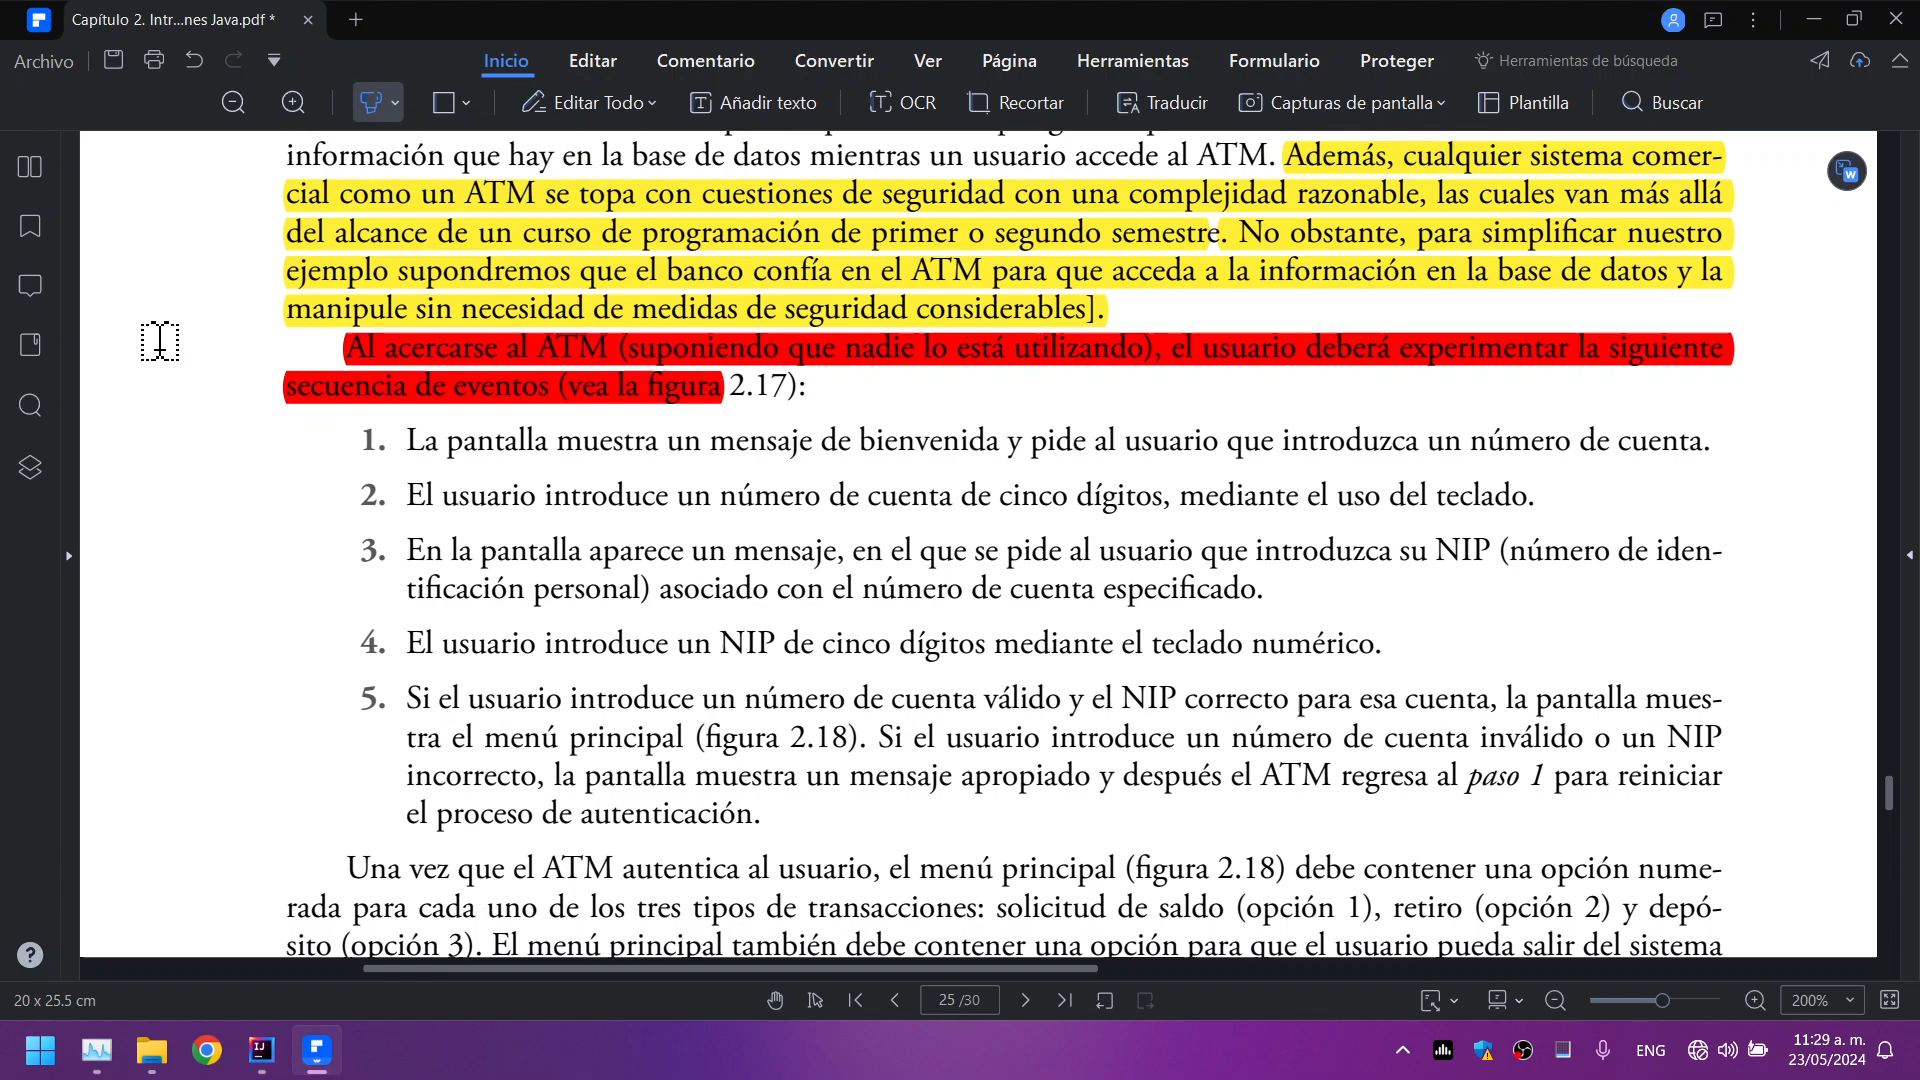 Capítulo 2. Intr...nes Java.pdf *
Archivo
Inicio
Editar
Comentario
Convertir
Ver
Página
Herramientas
Formulario
Proteger
Herramientas de búsqueda
Editar Todo
Añadir texto
OCR
Recortar
Traducir
Capturas de pantalla
Plantilla
Buscar
información que hay en la base de datos mientras un usuario accede al ATM. Además, cualquier sistema comer-
cial como un ATM se topa con cuestiones de seguridad con una complejidad razonable, las cuales van más allá
del alcance de un curso de programación de primer o segundo semestre. No obstante, para simplificar nuestro
ejemplo supondremos que el banco confía en el ATM para que acceda a la información en la base de datos y la
manipule sin necesidad de medidas de seguridad considerables].
Al acercarse al ATM (suponiendo que nadie lo está utilizando), el usuario deberá experimentar la siguiente
secuencia de eventos (vea la figura 2.17):
1. La pantalla muestra un mensaje de bienvenida y pide al usuario que introduzca un número de cuenta.
2. El usuario introduce un número de cuenta de cinco dígitos, mediante el uso del teclado.
3. En la pantalla aparece un mensaje, en el que se pide al usuario que introduzca su NIP (número de iden-
tificación personal) asociado con el número de cuenta especificado.
4. El usuario introduce un NIP de cinco dígitos mediante el teclado numérico.
5. Si el usuario introduce un número de cuenta válido y el NIP correcto para esa cuenta, la pantalla mues-
tra el menú principal (figura 2.18). Si el usuario introduce un número de cuenta inválido o un NIP
incorrecto, la pantalla muestra un mensaje apropiado y después el ATM regresa al paso 1 para reiniciar
el proceso de autenticación.
Una vez que el ATM autentica al usuario, el menú principal (figura 2.18) debe contener una opción nume-
rada para cada uno de los tres tipos de transacciones: solicitud de saldo (opción 1), retiro (opción 2) y depó-
sito (opción 3). El menú principal también debe contener una opción para que el usuario pueda salir del sistema
20 x 25.5 cm
25 /30
200%
ENG
11:29 a. m.
23/05/2024